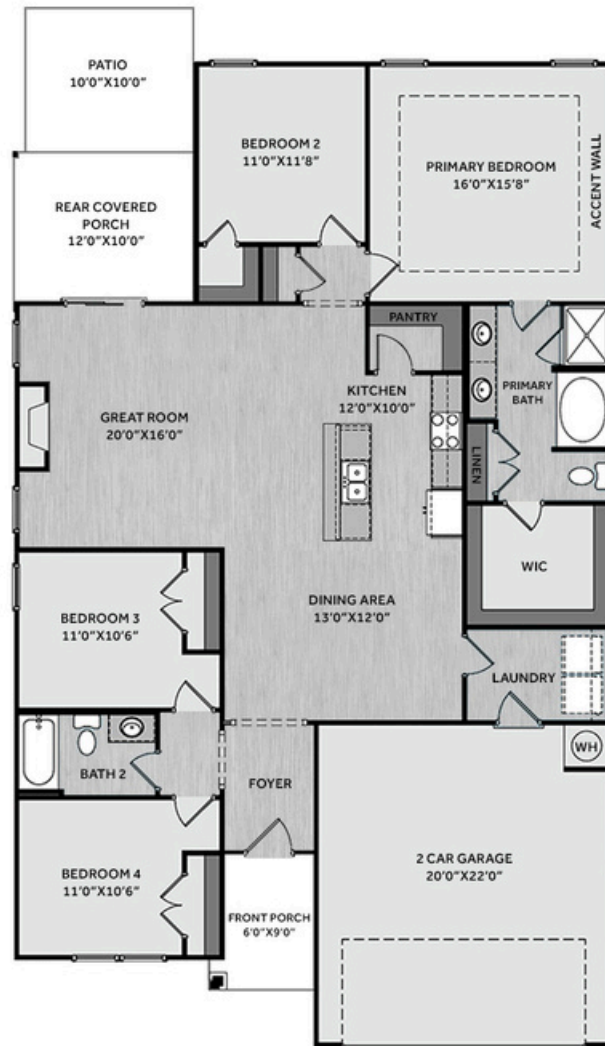 PATIO
10'0"X10'0"
BEDROOM 2
11'0"X11'8"
PRIMARY BEDROOM
16'0"X15'8"
ACCENT WALL
REAR COVERED
PORCH
12'0"X10'0"
PANTRY
KITCHEN
12'0"X10'0"
PRIMARY
BATH
GREAT ROOM
20'0"X16'0"
LINEN
WIC
DINING AREA
13'0"X12'0"
BEDROOM 3
11'0"X10'6"
LAUNDRY
WH
BATH 2
FOYER
2 CAR GARAGE
20'0"X22'0"
BEDROOM 4
11'0"X10'6"
FRONT PORCH
6'0"X9'0"